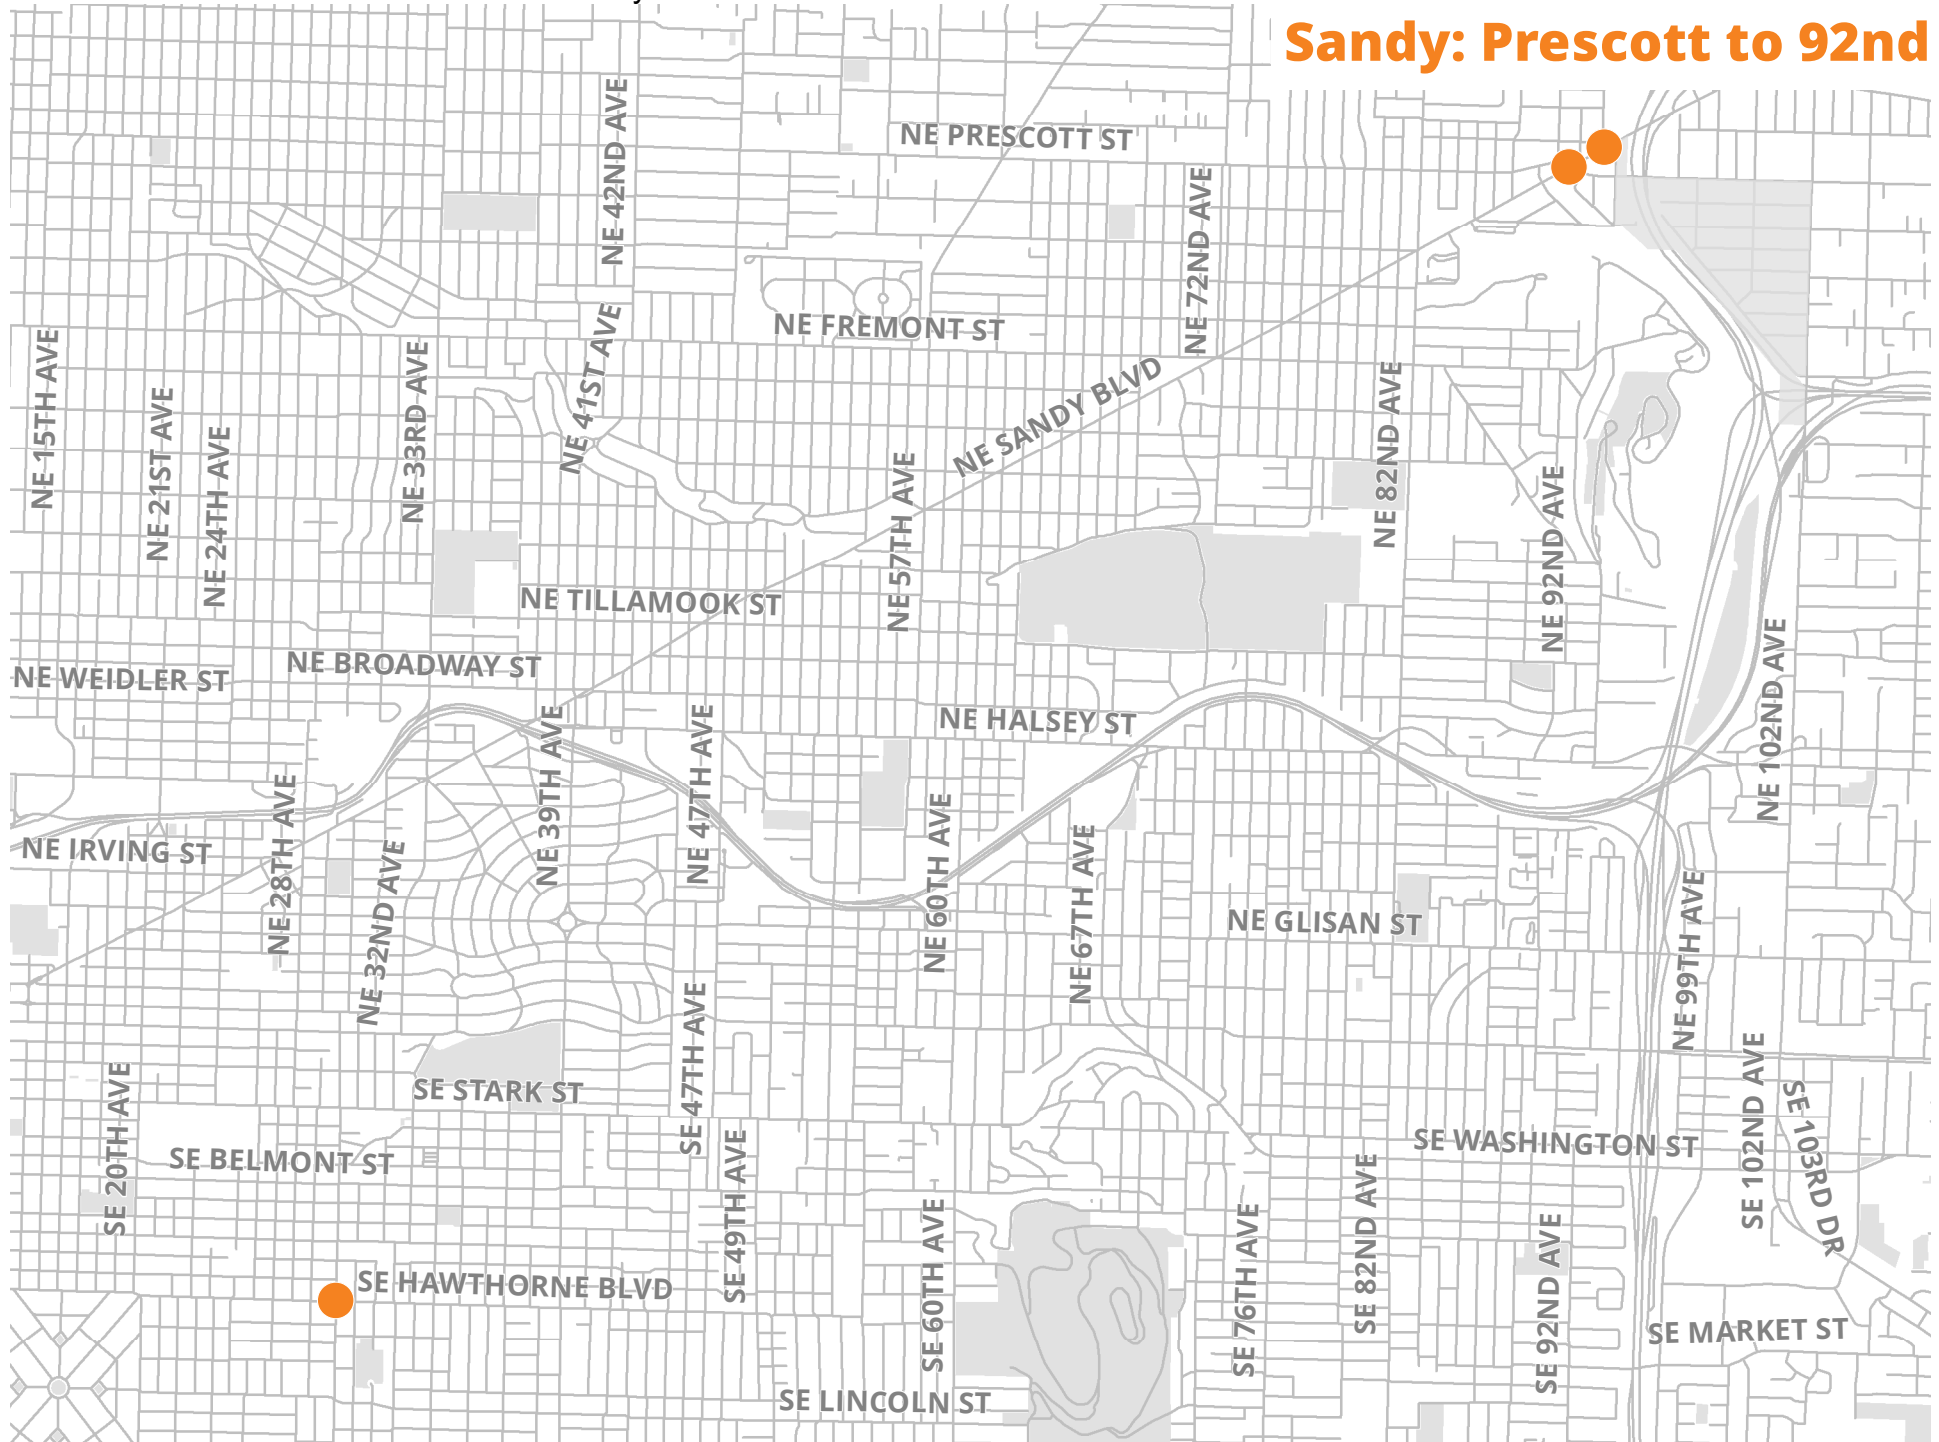 Sandy: Prescott to 92nd
NE PRESCOTT ST
NE 42ND AVE
NE 72ND AVE
NE FREMONT ST
NE 41ST AVE
NE 15TH AVE
NE 33RD AVE
NE SANDY BLVD
NE 82ND AVE
NE 21ST AVE
NE 24TH AVE
NE 57TH AVE
NE 92ND AVE
NE TILLAMOOK ST
NE WEIDLER ST
NE BROADWAY ST
NE 102ND AVE
NE HALSEY ST
NE 39TH AVE
NE 47TH AVE
NE 28TH AVE
NE 60TH AVE
NE IRVING ST
NE 32ND AVE
NE 67TH AVE
NE GLISAN ST
NE 99TH AVE
SE 47TH AVE
SE STARK ST
SE 20TH AVE
SE 102ND AVE
SE 103RD DR
SE BELMONT ST
SE WASHINGTON ST
SE 49TH AVE
SE 60TH AVE
SE 76TH AVE
SE 82ND AVE
SE 92ND AVE
SE HAWTHORNE BLVD
SE MARKET ST
SE LINCOLN ST